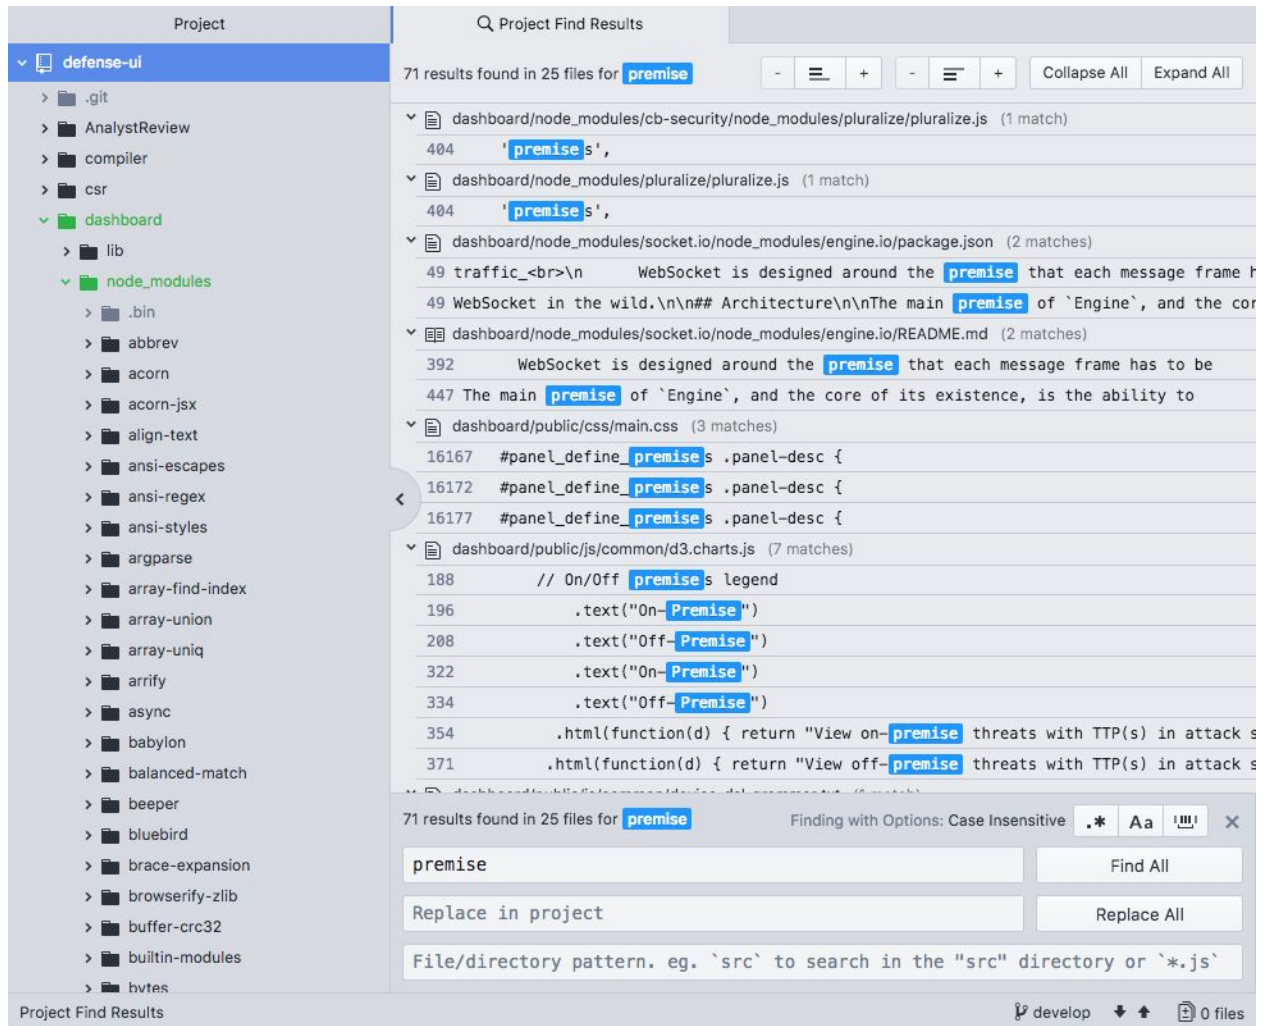 Project
Project Find Results
defense-ui
.git
AnalystReview
compiler
csr
dashboard
lib
node_modules
.bin
abbrev
acorn
acorn-jsx
align-text
ansi-escapes
ansi-regex
ansi-styles
argparse
array-find-index
array-union
array-uniq
arrify
async
babylon
balanced-match
beeper
bluebird
brace-expansion
browserify-zlib
buffer-crc32
builtin-modules
bytes
71 results found in 25 files for premise
- + - + Collapse All Expand All
dashboard/node_modules/cb-security/node_modules/pluralize/pluralize.js (1 match)
404 'premises',
dashboard/node_modules/pluralize/pluralize.js (1 match)
404 'premises',
dashboard/node_modules/socket.io/node_modules/engine.io/package.json (2 matches)
49 traffic_<br>\n WebSocket is designed around the premise that each message frame h
49 WebSocket in the wild.\n\n## Architecture\n\nThe main premise of `Engine`, and the cor
dashboard/node_modules/socket.io/node_modules/engine.io/README.md (2 matches)
392 WebSocket is designed around the premise that each message frame has to be
447 The main premise of `Engine`, and the core of its existence, is the ability to
dashboard/public/css/main.css (3 matches)
16167 #panel_define_premises .panel-desc {
16172 #panel_define_premises .panel-desc {
16177 #panel_define_premises .panel-desc {
dashboard/public/js/common/d3.charts.js (7 matches)
188 // On/Off premises legend
196 .text("On-Premise")
208 .text("Off-Premise")
322 .text("On-Premise")
334 .text("Off-Premise")
354 .html(function(d) { return "View on-premise threats with TTP(s) in attack s
371 .html(function(d) { return "View off-premise threats with TTP(s) in attack s
71 results found in 25 files for premise
Finding with Options: Case Insensitive .* Aa
premise
Find All
Replace in project
Replace All
File/directory pattern. eg. `src` to search in the "src" directory or `*.js`
Project Find Results
develop
0 files